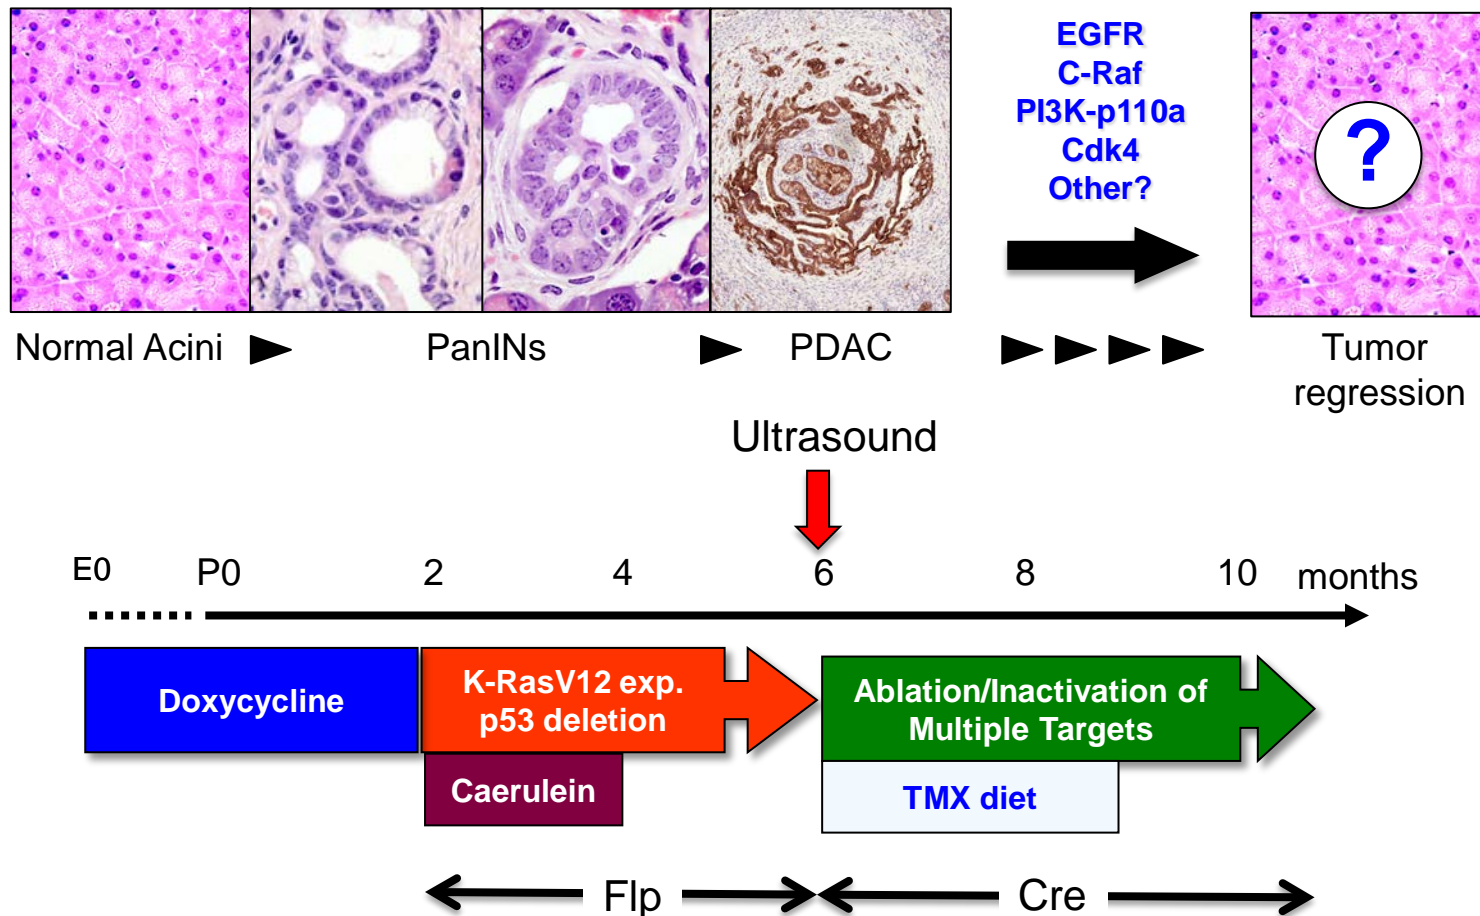 EGFR
C-Raf
PI3K-p110a
Cdk4
Other?
?
Normal Acini
PanINs
PDAC
Tumor
regression
Ultrasound
E0 P0 2 4 6 8 10 months
Doxycycline
K-RasV12 exp.
p53 deletion
Ablation/Inactivation of
Multiple Targets
Caerulein
TMX diet
Flp
Cre